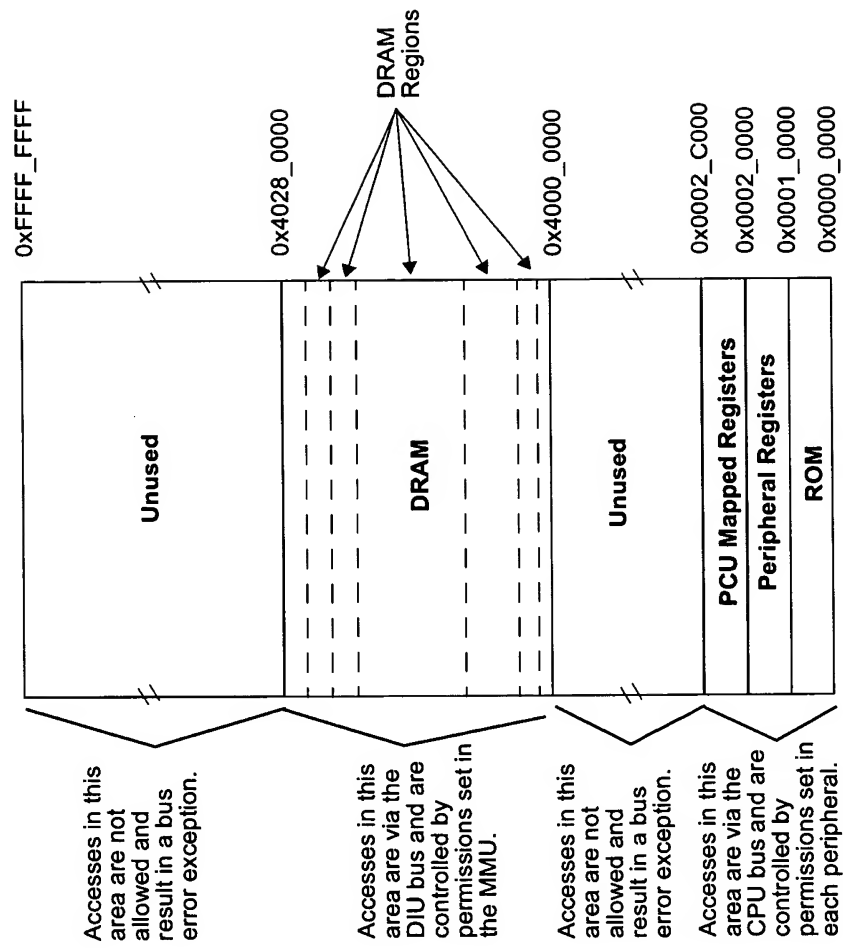 0xFFFF_FFFF
Unused
Accesses in this
area are not
allowed and
result in a bus
error exception.
0x4028_0000
DRAM
Regions
DRAM
Accesses in this
area are via the
DIU bus and are
controlled by
permissions set in
the MMU.
0x4000_0000
Unused
Accesses in this
area are not
allowed and
result in a bus
error exception.
0x0002_C000
PCU Mapped Registers
0x0002_0000
Peripheral Registers
0x0001_0000
ROM
0x0000_0000
Accesses in this
area are via the
CPU bus and are
controlled by
permissions set in
each peripheral.